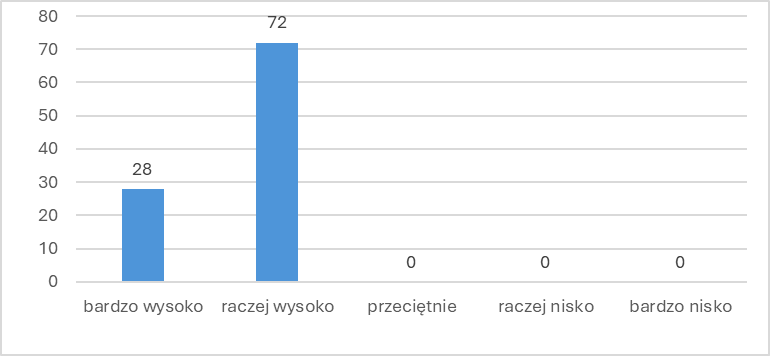 80
70
60
50
40
30
20
10
0
28
72
0
0
0
bardzo wysoko
raczej wysoko
przeciętnie
raczej nisko
bardzo nisko